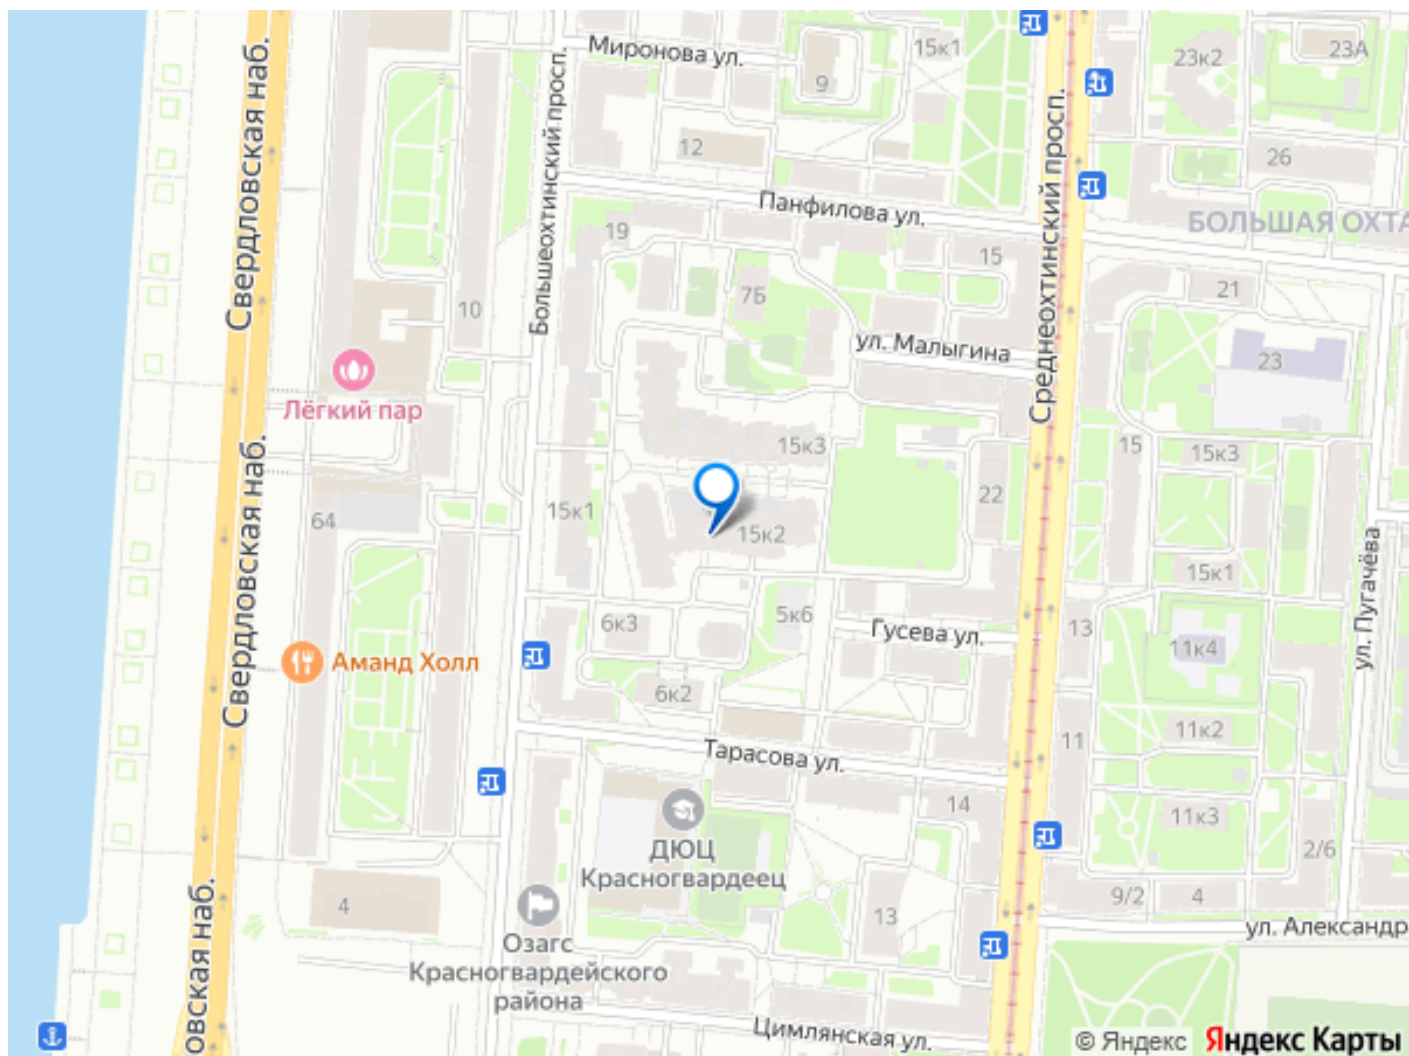 Миронова ул.
15к1
23к2
23А
9
Свердловская наб.
Большеохтинский просп.
12
Среднеохтинский просп.
26
Панфилова ул.
БОЛЬШАЯ ОХТА
19
15
7Б
21
10
ул. Малыгина
23
Лёгкий пар
15к3
15
15к3
Свердловская наб.
22
15к1
64
15к2
15к1
ул. Пугачёва
6к3
5к6
Гусева ул.
13
11к4
Аманд Холл
6к2
11к2
11
Тарасова ул.
14
11к3
ДЮЦ
Красногвардеец
2/6
9/2
4
4
13
Озагс
Красногвардейского
района
ул. Александр
овская наб.
Цимлянская ул.
© Яндекс Яндекс Карты